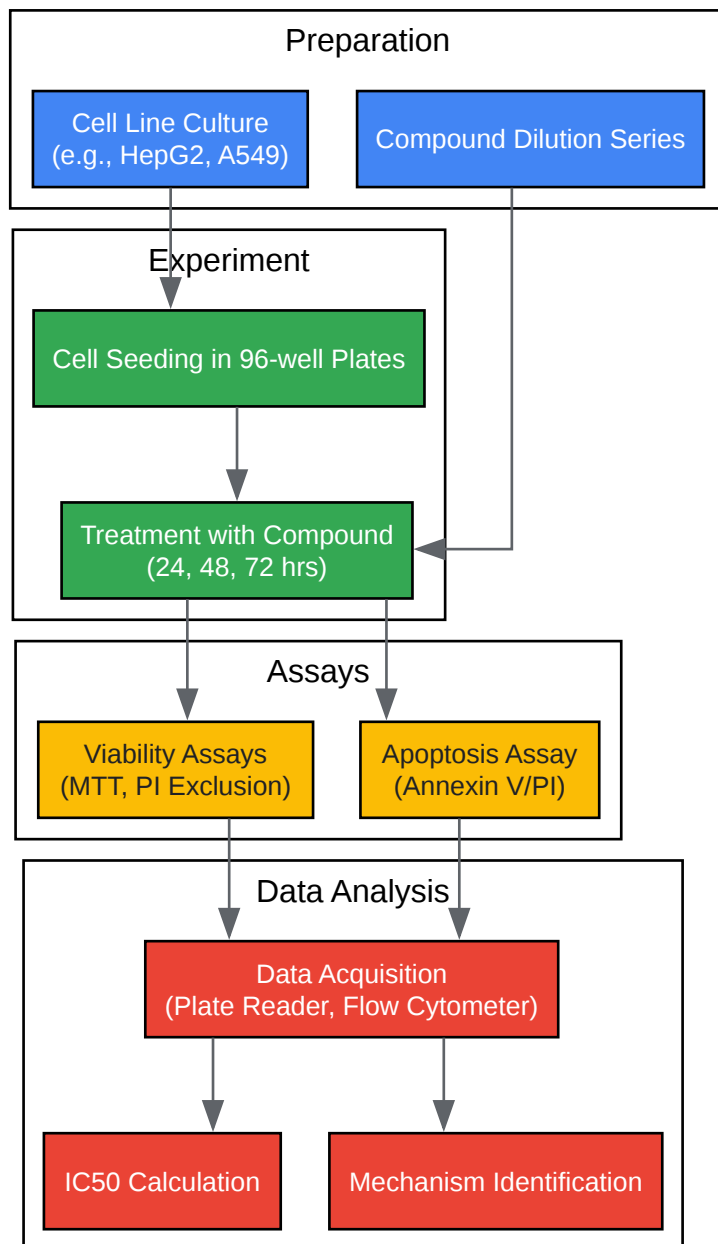 Preparation
Cell Line Culture
(e.g., HepG2, A549)
Compound Dilution Series
Experiment
Cell Seeding in 96-well Plates
Treatment with Compound
(24, 48, 72 hrs)
Assays
Viability Assays
(MTT, PI Exclusion)
Apoptosis Assay
(Annexin V/PI)
Data Analysis
Data Acquisition
(Plate Reader, Flow Cytometer)
IC50 Calculation
Mechanism Identification